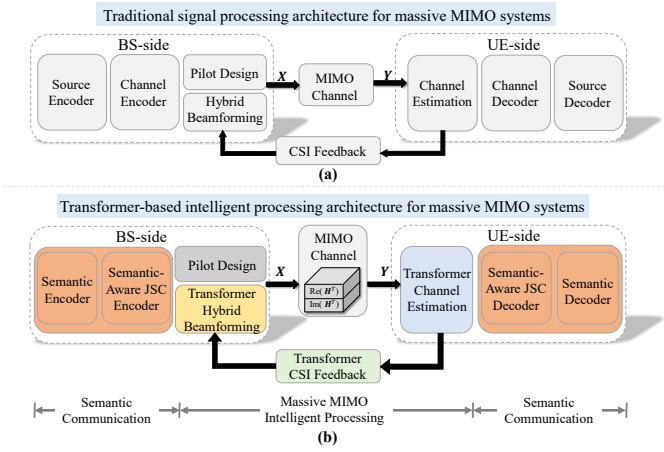 Traditional signal processing architecture for massive MIMO systems
BS-side
UE-side
Source
Encoder
Channel
Encoder
Pilot Design
Hybrid
Beamforming
X
MIMO
Channel
Y
Channel
Estimation
Channel
Decoder
Source
Decoder
CSI Feedback
(a)
Transformer-based intelligent processing architecture for massive MIMO systems
BS-side
UE-side
Semantic
Encoder
Semantic-
Aware JSC
Encoder
Pilot Design
Transformer
Hybrid
Beamforming
X
MIMO
Channel
Re(H^T)
Im(H^T)
Y
Transformer
Channel
Estimation
Semantic-
Aware JSC
Decoder
Semantic
Decoder
Transformer
CSI Feedback
Semantic
Communication
Massive MIMO
Intelligent Processing
Semantic
Communication
(b)